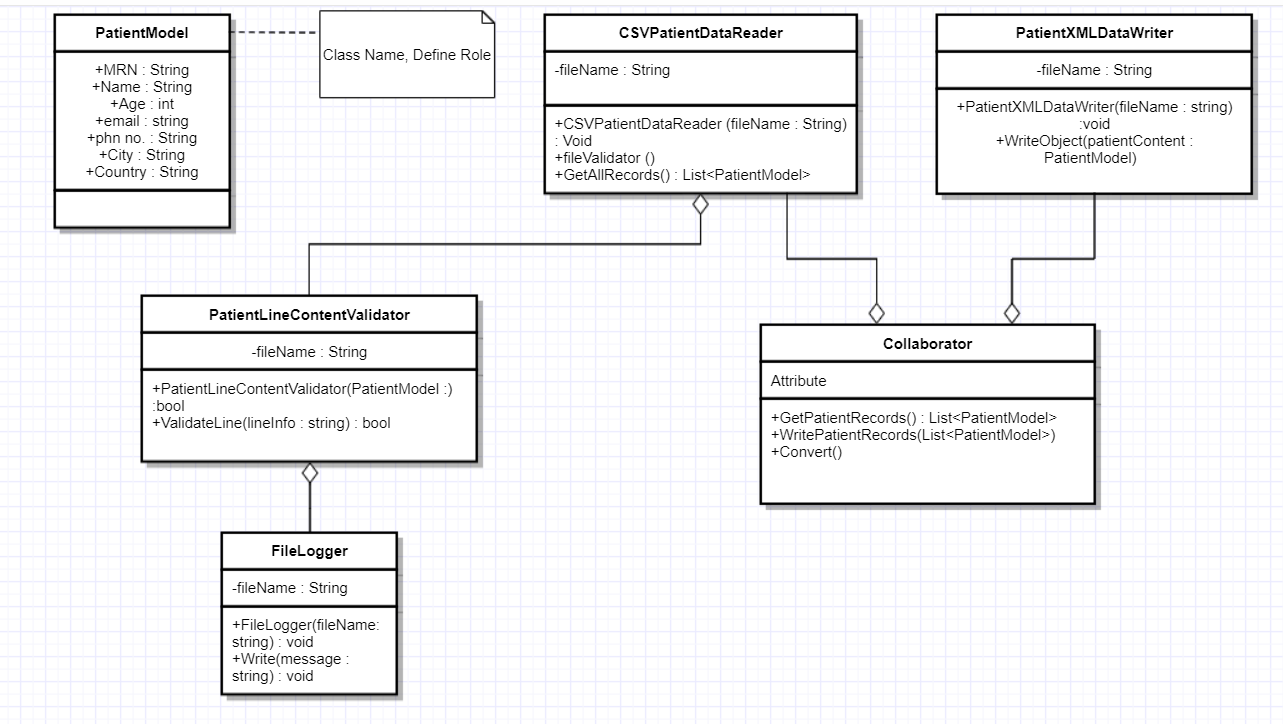 PatientModel
+MRN : String
+Name : String
+Age : int
+email : string
+phn no. : String
+City : String
+Country : String
Class Name, Define Role
CSVPatientDataReader
-fileName : String
+CSVPatientDataReader (fileName : String)
: Void
+fileValidator ()
+GetAllRecords() : List<PatientModel>
PatientXMLDataWriter
-fileName : String
+PatientXMLDataWriter(fileName : string)
:void
+WriteObject(patientContent :
PatientModel)
PatientLineContentValidator
-fileName : String
+PatientLineContentValidator(PatientModel :)
:bool
+ValidateLine(lineInfo : string) : bool
Collaborator
Attribute
+GetPatientRecords() : List<PatientModel>
+WritePatientRecords(List<PatientModel>)
+Convert()
FileLogger
-fileName : String
+FileLogger(fileName:
string) : void
+Write(message :
string) : void